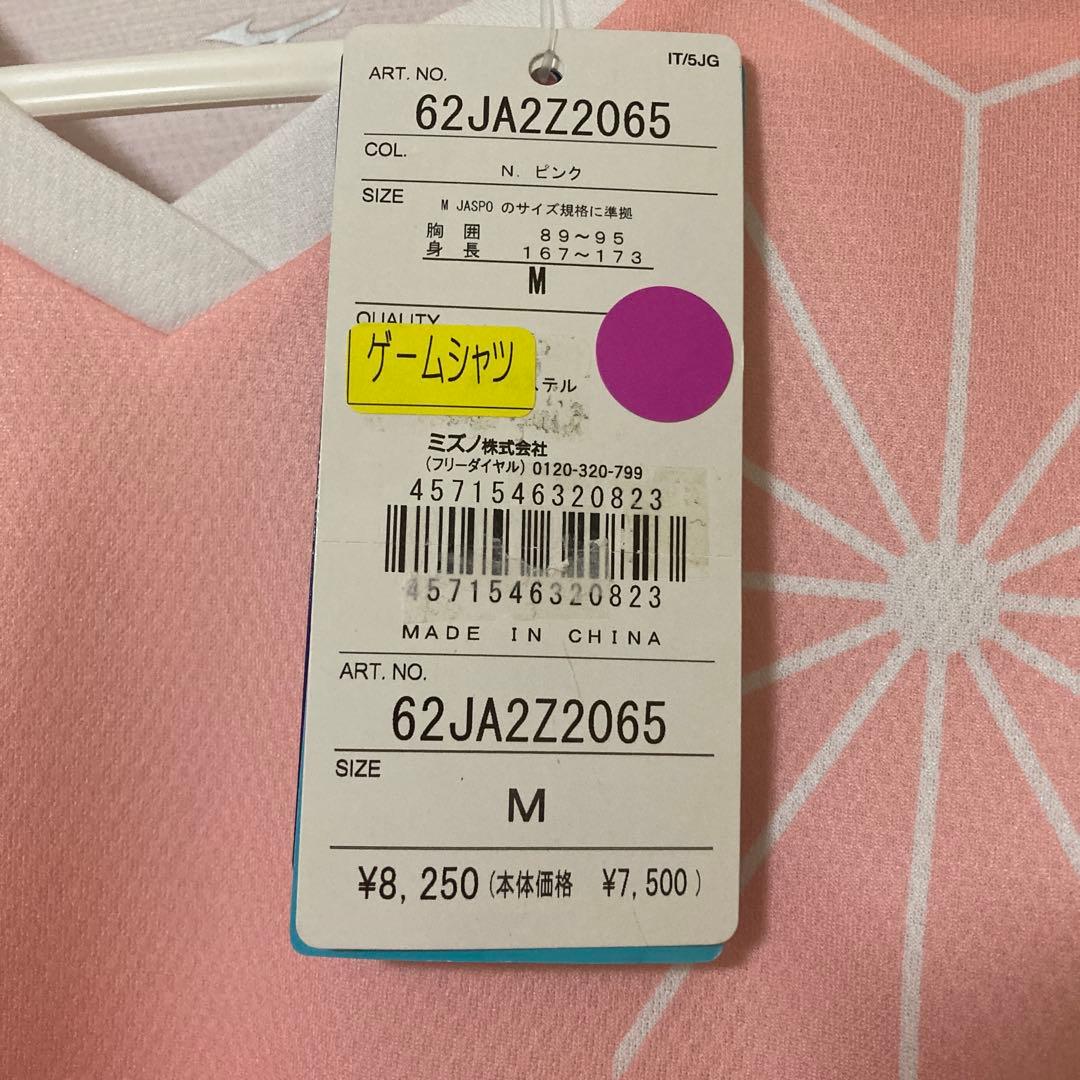 IT/5JG
ART. NO.
62JA2Z2065
COL.
N. ピンク
SIZE
M JASPO のサイズ規格に準拠
胸 囲 89～95
身 長 167～173
M
QUALITY
ゲームシャツ
ステル
ミズノ株式会社
(フリーダイヤル) 0120-320-799
4571546320823
4571546320823
MADE IN CHINA
ART. NO.
62JA2Z2065
SIZE
M
¥8,250(本体価格 ¥7,500)